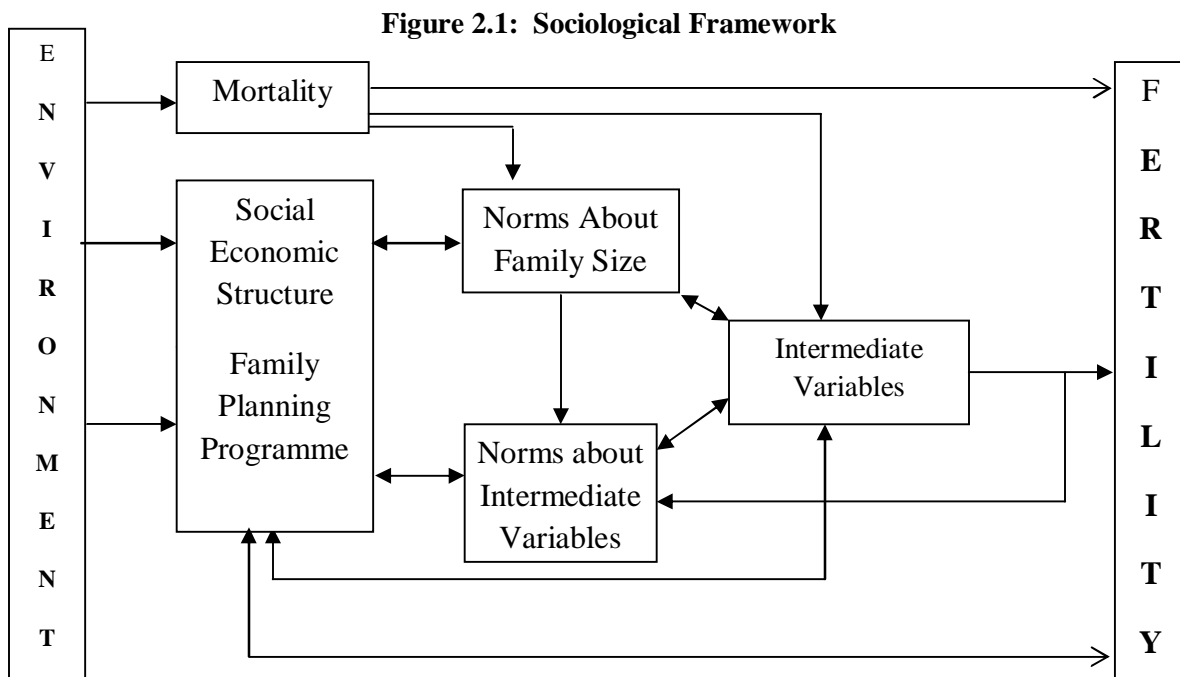 Figure 2.1: Sociological Framework
E
N
V
I
R
O
N
M
E
N
T
Mortality
Social
Economic
Structure
Family
Planning
Programme
Norms About
Family Size
Norms about
Intermediate
Variables
Intermediate
Variables
F
E
R
T
I
L
I
T
Y